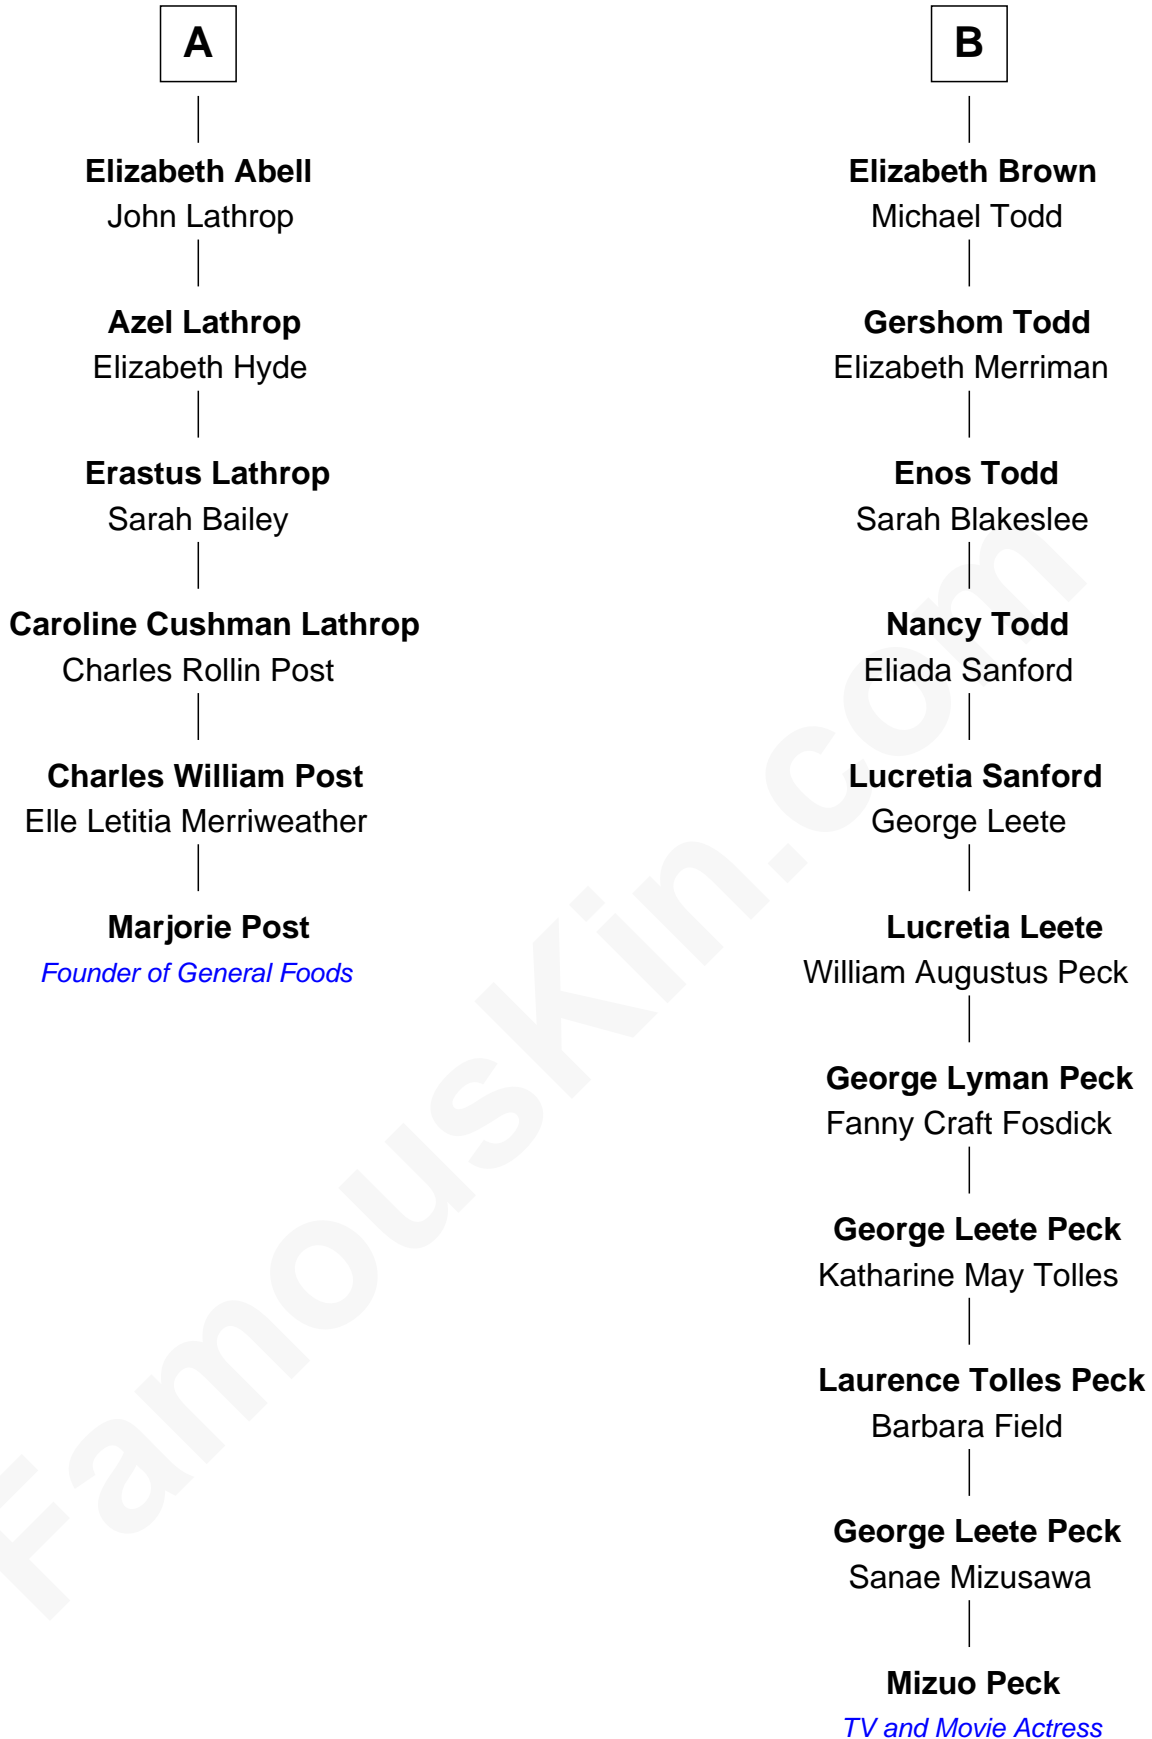 A
Elizabeth Abell
John Lathrop
Azel Lathrop
Elizabeth Hyde
Erastus Lathrop
Sarah Bailey
Caroline Cushman Lathrop
Charles Rollin Post
Charles William Post
Elle Letitia Merriweather
Marjorie Post
Founder of General Foods
B
Elizabeth Brown
Michael Todd
Gershom Todd
Elizabeth Merriman
Enos Todd
Sarah Blakeslee
Nancy Todd
Eliada Sanford
Lucretia Sanford
George Leete
Lucretia Leete
William Augustus Peck
George Lyman Peck
Fanny Craft Fosdick
George Leete Peck
Katharine May Tolles
Laurence Tolles Peck
Barbara Field
George Leete Peck
Sanae Mizusawa
Mizuo Peck
TV and Movie Actress
FamousKin.com